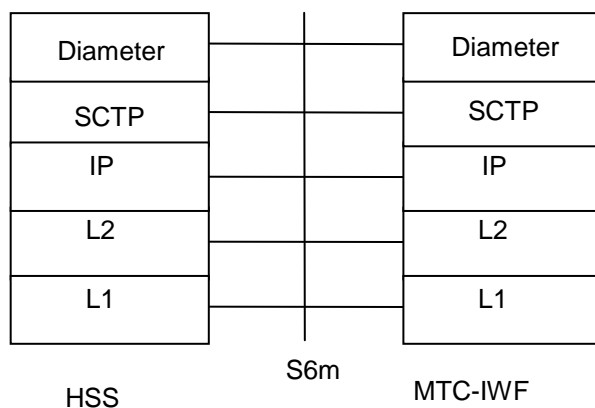 Diameter
SCTP
IP
L2
L1
HSS
S6m
Diameter
SCTP
IP
L2
L1
MTC-IWF